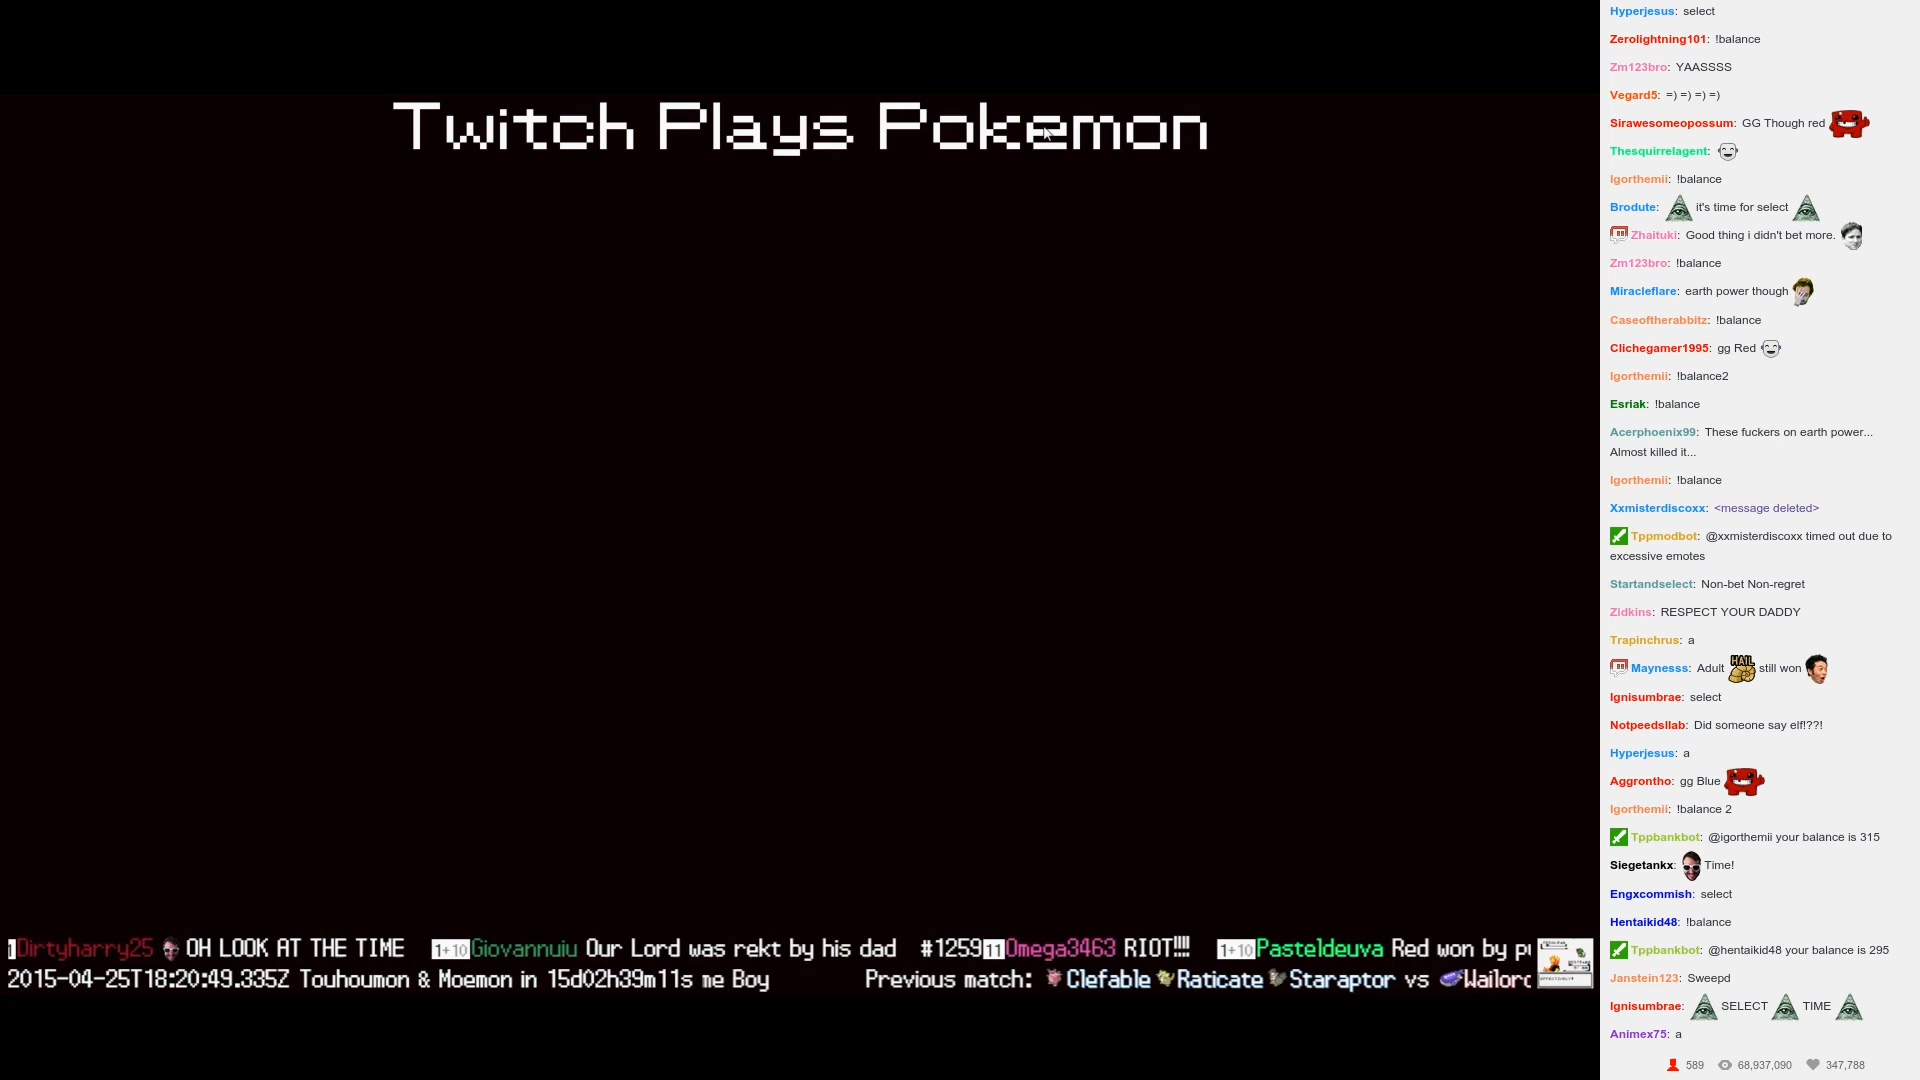 Twitch Plays Pokemon
Dirtyharry25 OH LOOK AT THE TIME 1+10 Giovannuiu Our Lord was rekt by his dad #1259 11 Omega3463 RIOT!!!! 1+10 Pasteldeuva Red won by
2015-04-25T18:20:49.335Z Touhoumon & Moemon in 15d02h39m11s me Boy Previous match: Clefable Raticate Staraptor vs Wailord
Hyperjesus: select
Zerolightning101: !balance
Zm123bro: YAASSSS
Vegard5: =) =) =) =)
Sirawesomeopossum: GG Though red
Thesquirrelagent:
Igorthemii: !balance
Brodute: it's time for select
Zhaituki: Good thing i didn't bet more.
Zm123bro: !balance
Miracleflare: earth power though
Caseoftherabbitz: !balance
Clichegamer1995: gg Red
Igorthemii: !balance2
Esriak: !balance
Acerphoenix99: These fuckers on earth power...
Almost killed it...
Igorthemii: !balance
Xxmisterdiscoxx: <message deleted>
Tppmodbot: @xxmisterdiscoxx timed out due to
excessive emotes
Startandselect: Non-bet Non-regret
Zidkins: RESPECT YOUR DADDY
Trapinchrus: a
Maynesss: Adult HAIL still won
Ignisumbrae: select
Notpeedsllab: Did someone say elf!??!
Hyperjesus: a
Aggrontho: gg Blue
Igorthemii: !balance 2
Tppbankbot: @igorthemii your balance is 315
Siegetankx: Time!
Engxcommish: select
Hentaikid48: !balance
Tppbankbot: @hentaikid48 your balance is 295
Janstein123: Sweepd
Ignisumbrae: SELECT TIME
Animex75: a
589 68,937,090 347,788